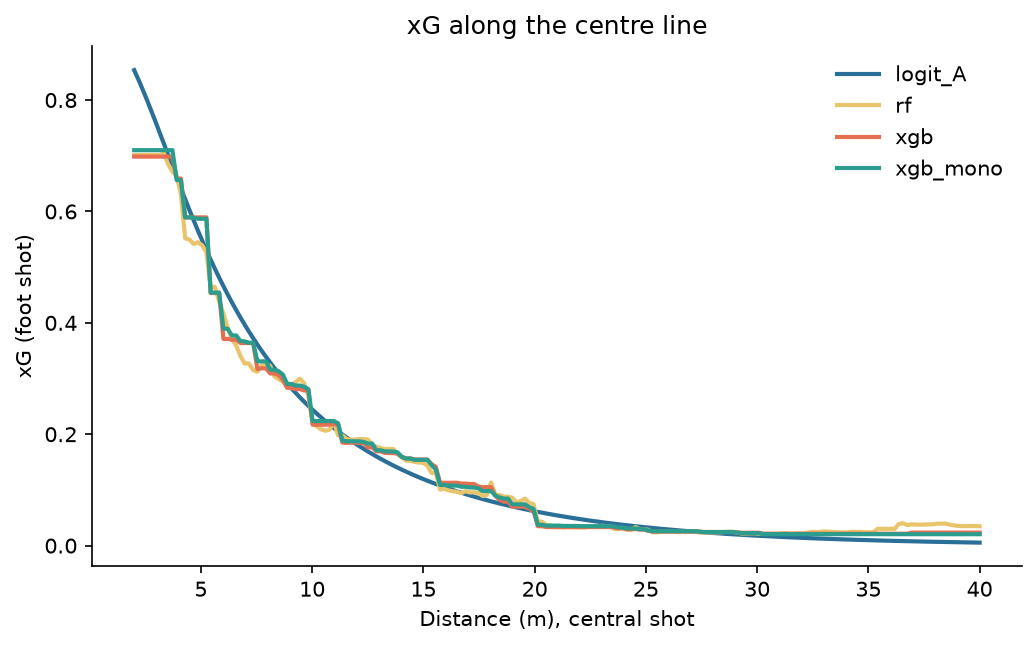 xG along the centre line
logit_A
rf
xgb
xgb_mono
xG (foot shot)
0.8
0.6
0.4
0.2
0.0
5 10 15 20 25 30 35 40
Distance (m), central shot